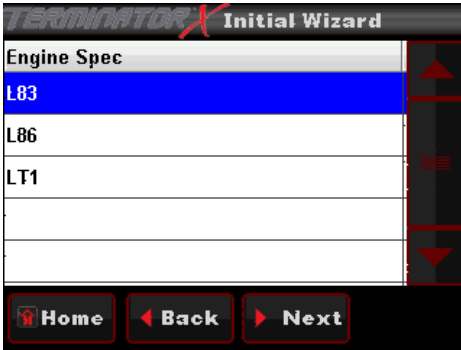 TERMINATOR X Initial Wizard
Engine Spec
L83
L86
LT1
Home Back Next